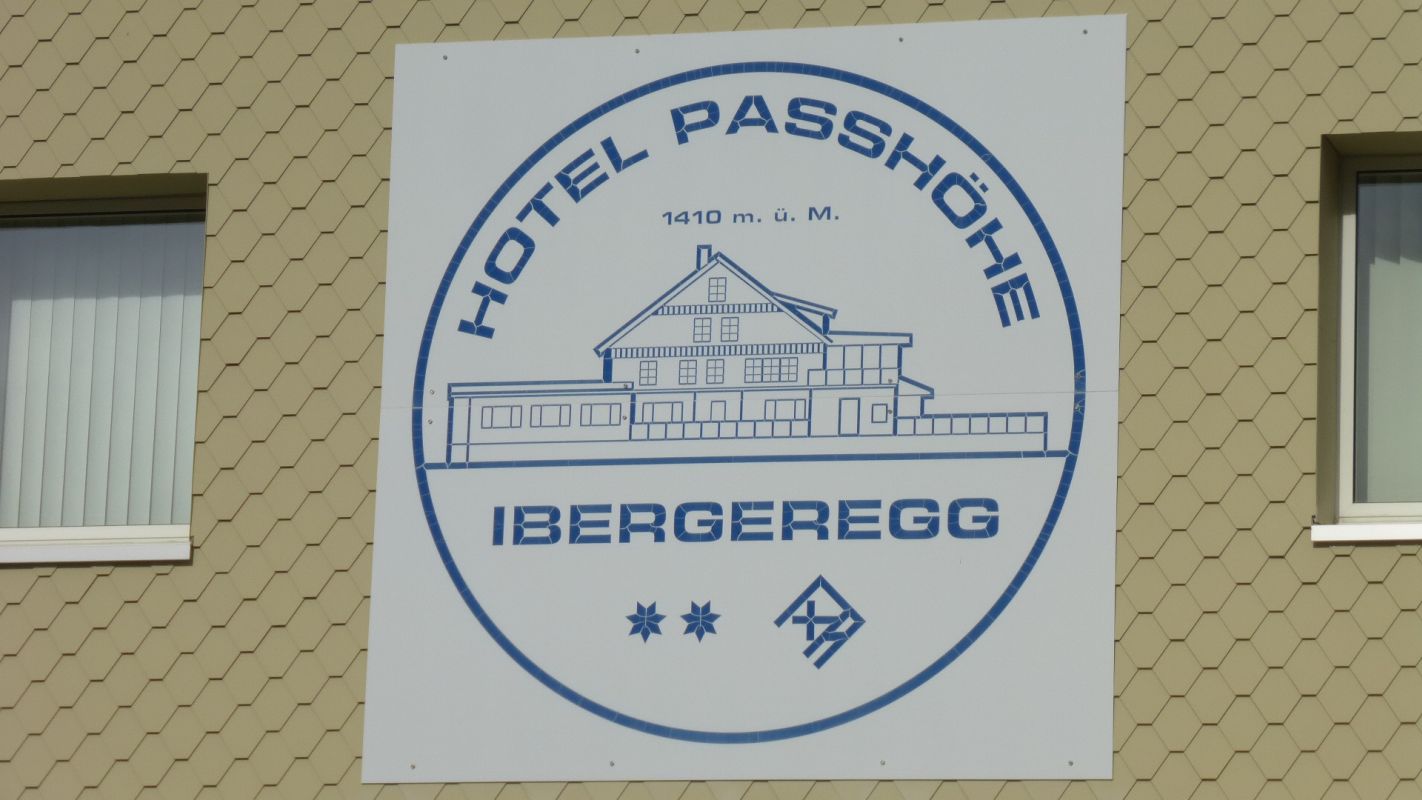 HOTEL PASSHÖHE
1410 m. ü. M.
IBERGEREGG